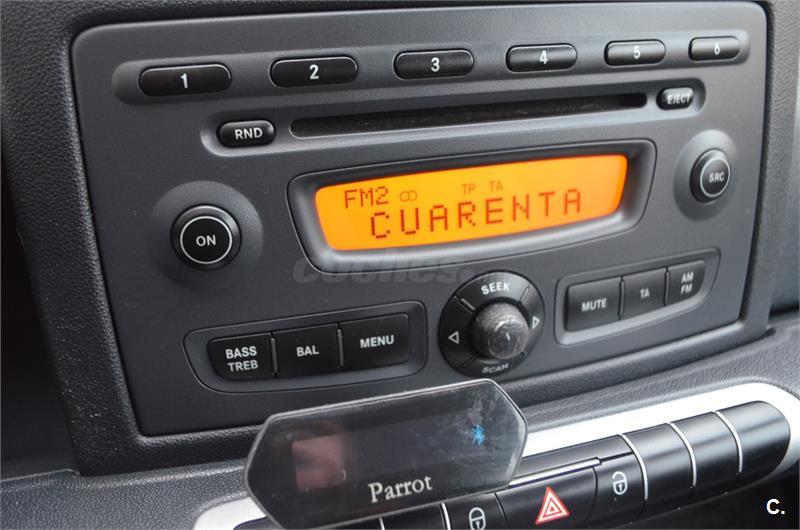 1 2 3 4 5 6
RND
EJECT
FM2 TP TA
CUARENTA
ON
SRC
coches.
SEEK
SCAN
BASS
TREB
BAL
MENU
MUTE
TA
AM
FM
Parrot
C.